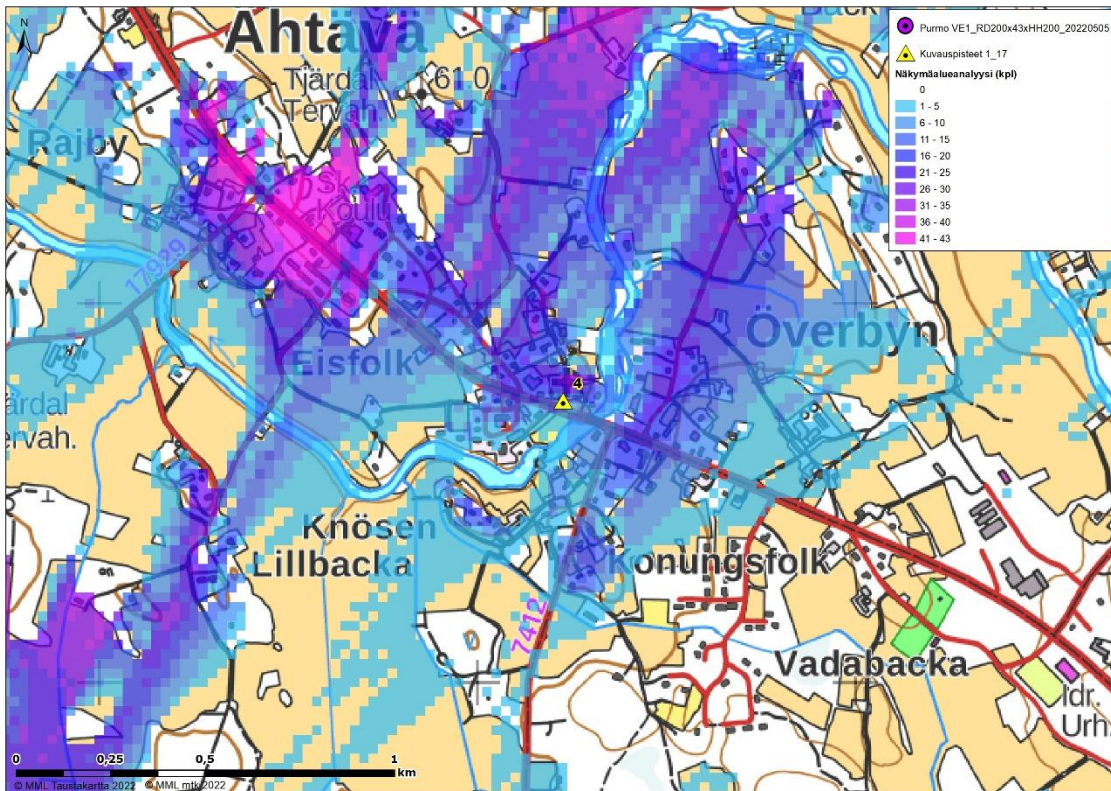 N
Ahtävä
Tjärdal
Tervah.
61.0
Rajby
Koulu
17929
Eisfolk
Överbyn
4
Knösen
Lillbacka
Konungsfolk
7412
Vadabacka
Idr.
Urh.
Purmo VE1_RD200x43xHH200_20220505
Kuvauspisteet 1_17
Näkymäalueanalyysi (kpl)
0
1 - 5
6 - 10
11 - 15
16 - 20
21 - 25
26 - 30
31 - 35
36 - 40
41 - 43
0 0,25 0,5 1
km
© MML Taustakartta 2022 © MML mtk 2022